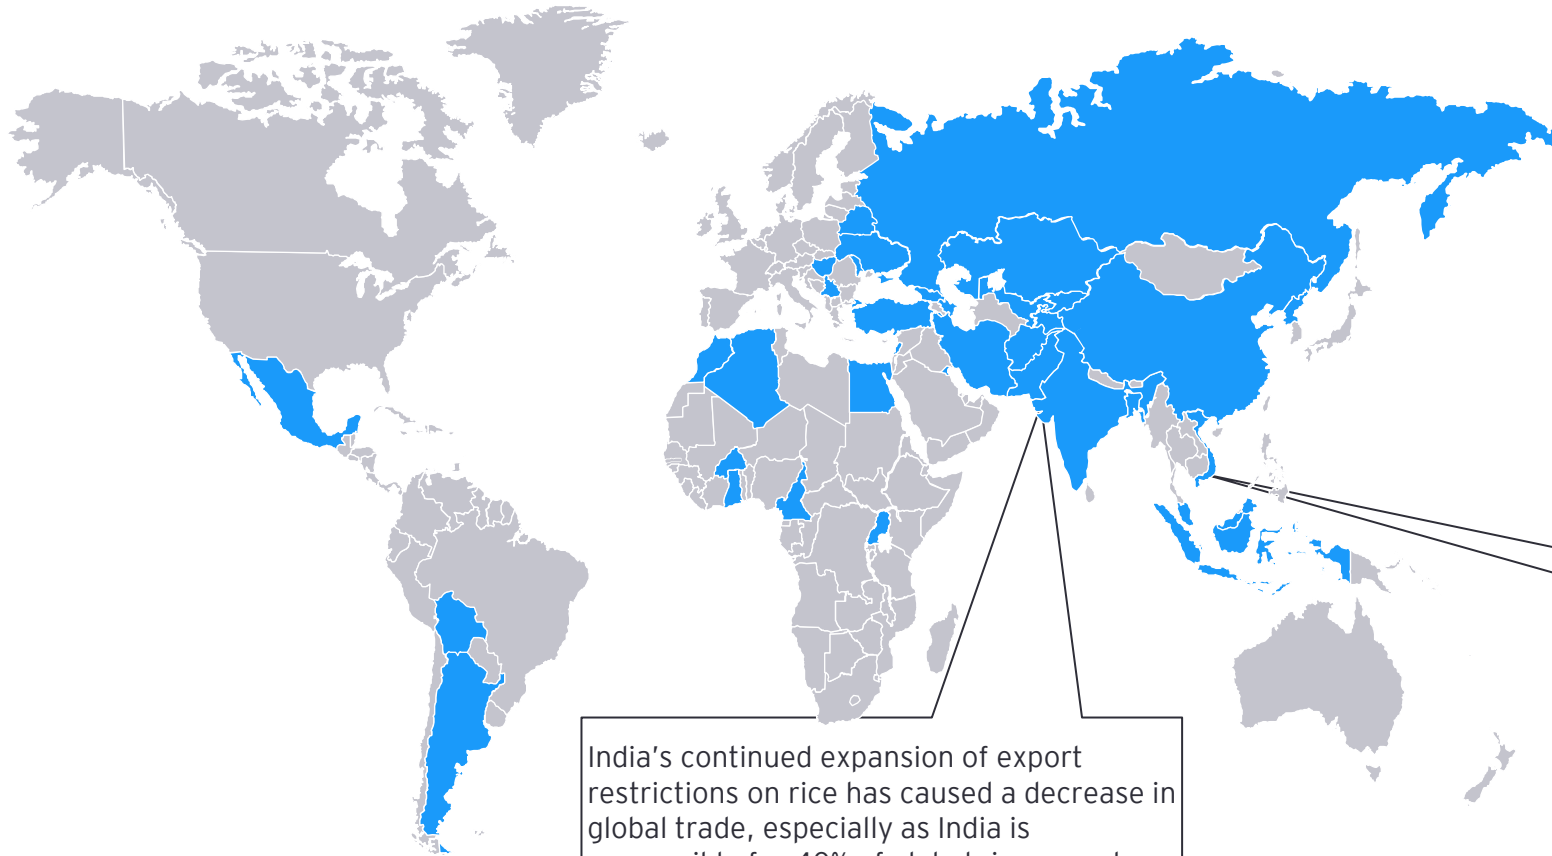 India’s continued expansion of export
restrictions on rice has caused a decrease in
global trade, especially as India is